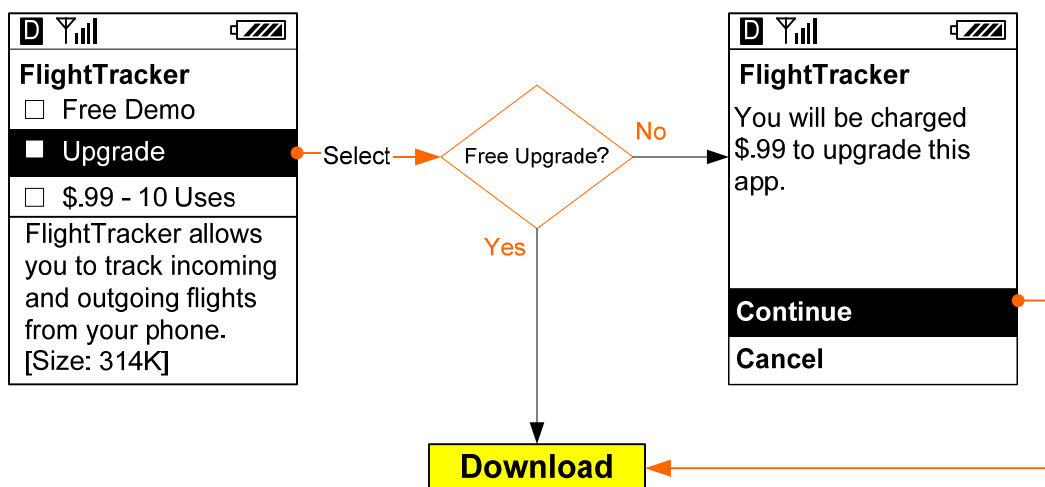 D
FlightTracker
Free Demo
Upgrade
$.99 - 10 Uses
FlightTracker allows
you to track incoming
and outgoing flights
from your phone.
[Size: 314K]
Select
Free Upgrade?
No
Yes
D
FlightTracker
You will be charged
$.99 to upgrade this
app.
Continue
Cancel
Download